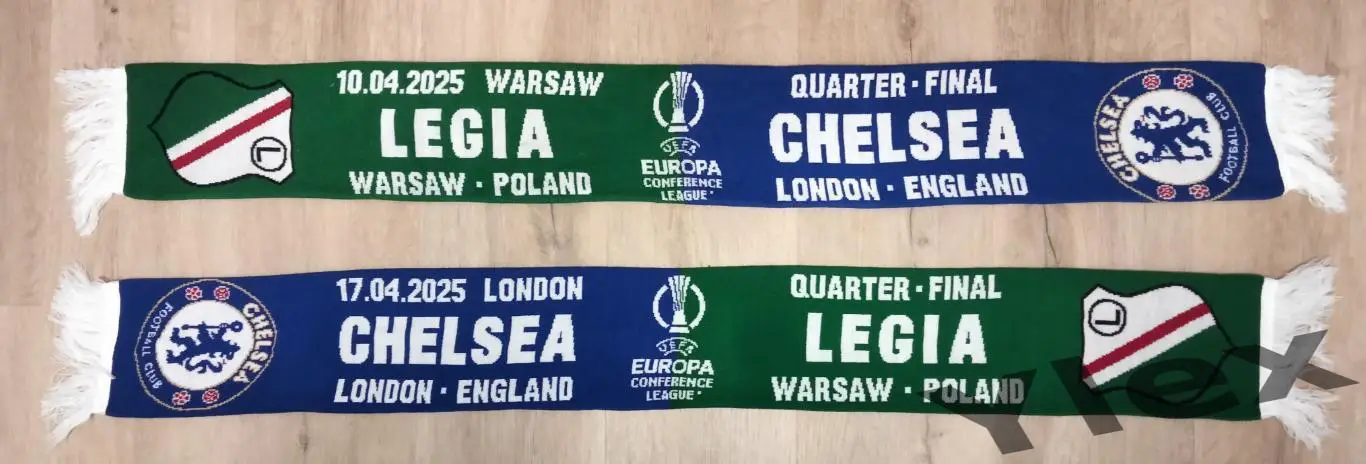 10.04.2025 WARSAW
LEGIA
WARSAW · POLAND
UEFA
EUROPA
CONFERENCE
LEAGUE
QUARTER · FINAL
CHELSEA
LONDON · ENGLAND
CHELSEA
FOOTBALL CLUB
L
17.04.2025 LONDON
CHELSEA
LONDON · ENGLAND
CHELSEA
FOOTBALL CLUB
UEFA
EUROPA
CONFERENCE
LEAGUE
QUARTER · FINAL
LEGIA
WARSAW · POLAND
L
Ylex